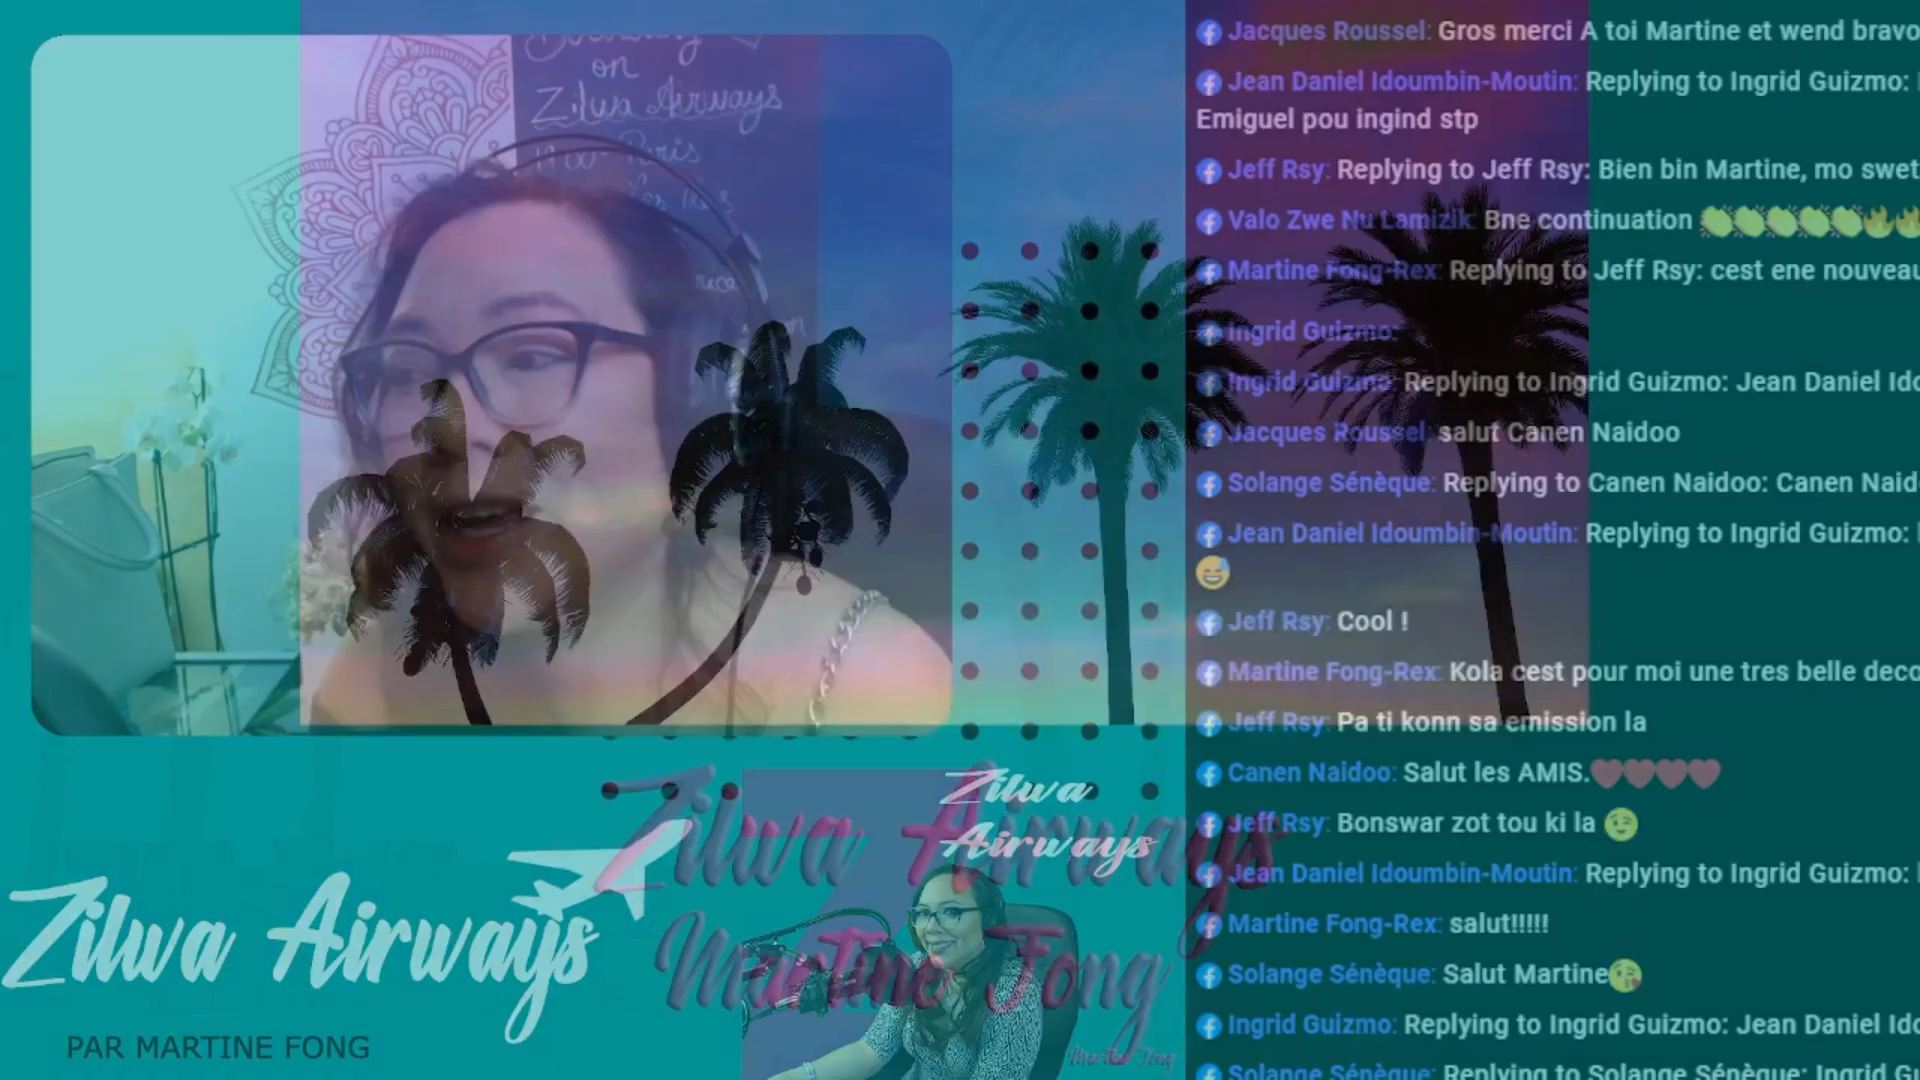 on
Zilwa Airways
19:00- Paris
Jacques Roussel: Gros merci A toi Martine et wend bravo
Jean Daniel Idoumbin-Moutin: Replying to Ingrid Guizmo:
Emiguel pou ingind stp
Jeff Rsy: Replying to Jeff Rsy: Bien bin Martine, mo swet
Valo Zwe Nu Lamizik: Bne continuation 👏👏👏👏👏🔥🔥
Martine Fong-Rex: Replying to Jeff Rsy: cest ene nouveau
Ingrid Guizmo:
Ingrid Guizmo: Replying to Ingrid Guizmo: Jean Daniel Ido
Jacques Roussel: salut Canen Naidoo
Solange Sénèque: Replying to Canen Naidoo: Canen Naid
Jean Daniel Idoumbin-Moutin: Replying to Ingrid Guizmo:
😅
Jeff Rsy: Cool !
Martine Fong-Rex: Kola cest pour moi une tres belle deco
Jeff Rsy: Pa ti konn sa emission la
Canen Naidoo: Salut les AMIS.❤❤❤❤
Jeff Rsy: Bonswar zot tou ki la 😉
Jean Daniel Idoumbin-Moutin: Replying to Ingrid Guizmo:
Martine Fong-Rex: salut!!!!!
Solange Sénèque: Salut Martine😘
Ingrid Guizmo: Replying to Ingrid Guizmo: Jean Daniel Ido
Solange Sénèque: Replying to Solange Sénèque: Ingrid Gu
Zilwa Airways
Martine Fong
Zilwa
Airways
Martine Fong
Zilwa Airways
PAR MARTINE FONG